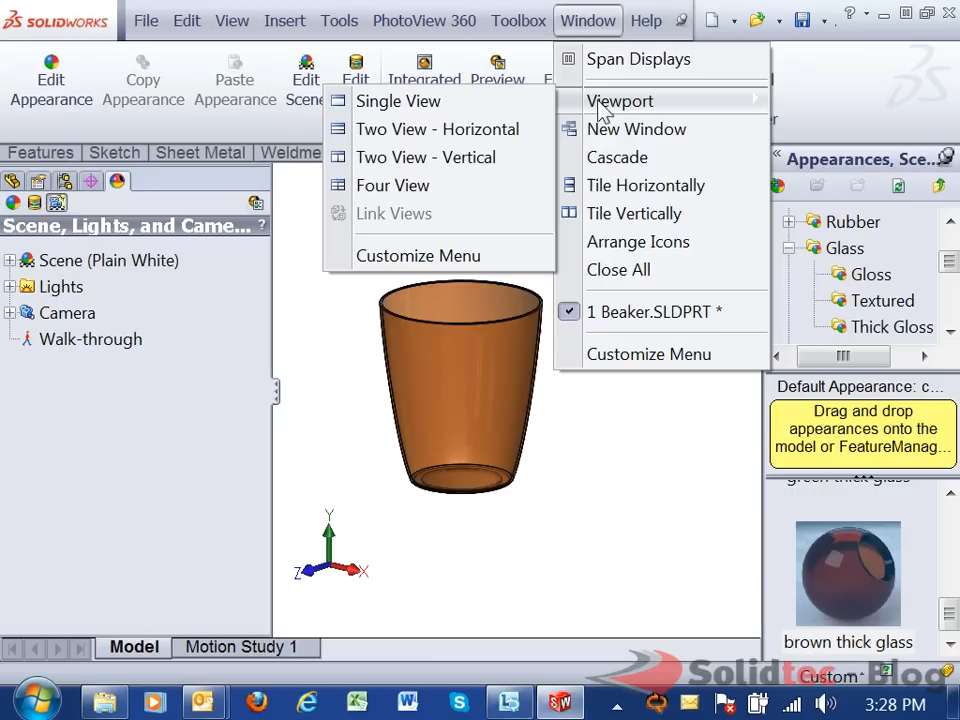 SOLIDWORKS File Edit View Insert Tools PhotoView 360 Toolbox Window Help
Edit Appearance
Copy Appearance
Paste Appearance
Edit Scene
Edit
Integrated
Preview
Span Displays
Viewport
New Window
Cascade
Tile Horizontally
Tile Vertically
Arrange Icons
Close All
1 Beaker.SLDPRT *
Customize Menu
Single View
Two View - Horizontal
Two View - Vertical
Four View
Link Views
Customize Menu
Features Sketch Sheet Metal Weldme
Scene, Lights, and Came...
Scene (Plain White)
Lights
Camera
Walk-through
Y
Z
X
Appearances, Sce...
Rubber
Glass
Gloss
Textured
Thick Gloss
Default Appearance: c...
Drag and drop
appearances onto the
model or FeatureManag...
green thick glass
brown thick glass
Custom
Model Motion Study 1
Solidtec Blog
3:28 PM